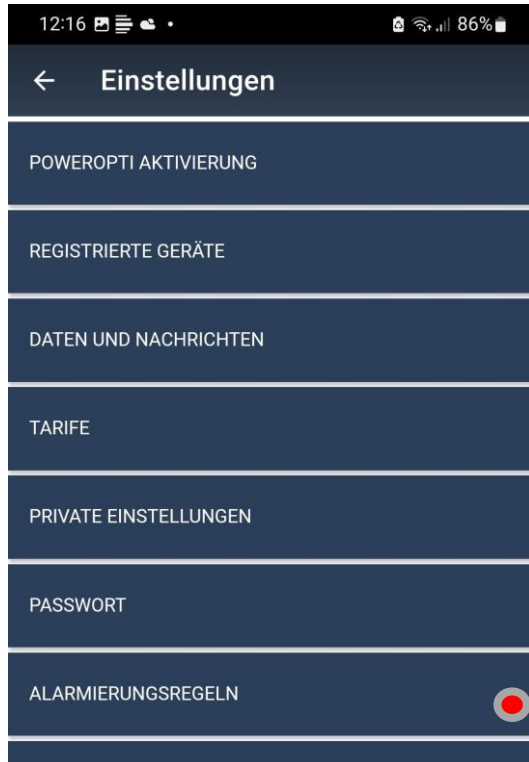 12:16 86%
Einstellungen
POWEROPTI AKTIVIERUNG
REGISTRIERTE GERÄTE
DATEN UND NACHRICHTEN
TARIFE
PRIVATE EINSTELLUNGEN
PASSWORT
ALARMIERUNGSREGELN